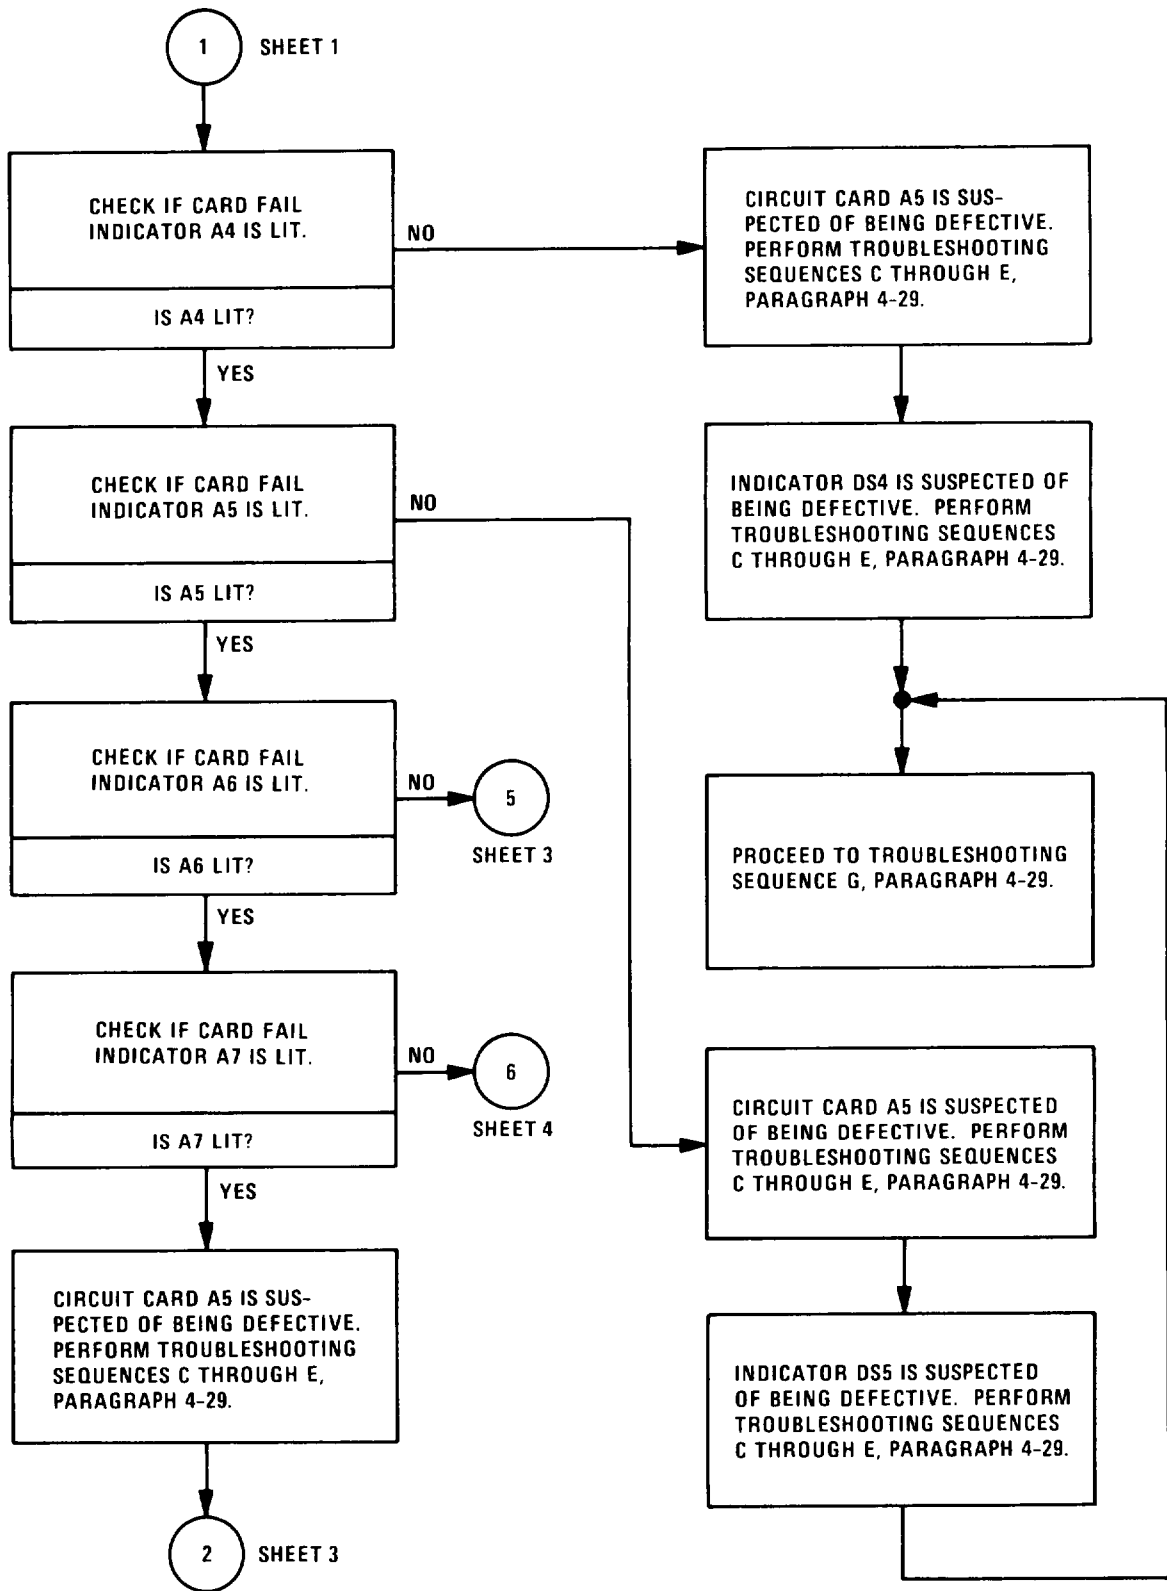 1 SHEET 1
CHECK IF CARD FAIL
INDICATOR A4 IS LIT.
NO
IS A4 LIT?
YES
CIRCUIT CARD A5 IS SUS-
PECTED OF BEING DEFECTIVE.
PERFORM TROUBLESHOOTING
SEQUENCES C THROUGH E,
PARAGRAPH 4-29.
CHECK IF CARD FAIL
INDICATOR A5 IS LIT.
NO
IS A5 LIT?
YES
INDICATOR DS4 IS SUSPECTED OF
BEING DEFECTIVE. PERFORM
TROUBLESHOOTING SEQUENCES
C THROUGH E, PARAGRAPH 4-29.
CHECK IF CARD FAIL
INDICATOR A6 IS LIT.
NO
5
SHEET 3
IS A6 LIT?
YES
PROCEED TO TROUBLESHOOTING
SEQUENCE G, PARAGRAPH 4-29.
CHECK IF CARD FAIL
INDICATOR A7 IS LIT.
NO
6
SHEET 4
IS A7 LIT?
YES
CIRCUIT CARD A5 IS SUSPECTED
OF BEING DEFECTIVE. PERFORM
TROUBLESHOOTING SEQUENCES
C THROUGH E, PARAGRAPH 4-29.
CIRCUIT CARD A5 IS SUS-
PECTED OF BEING DEFECTIVE.
PERFORM TROUBLESHOOTING
SEQUENCES C THROUGH E,
PARAGRAPH 4-29.
INDICATOR DS5 IS SUSPECTED
OF BEING DEFECTIVE. PERFORM
TROUBLESHOOTING SEQUENCES
C THROUGH E, PARAGRAPH 4-29.
2 SHEET 3